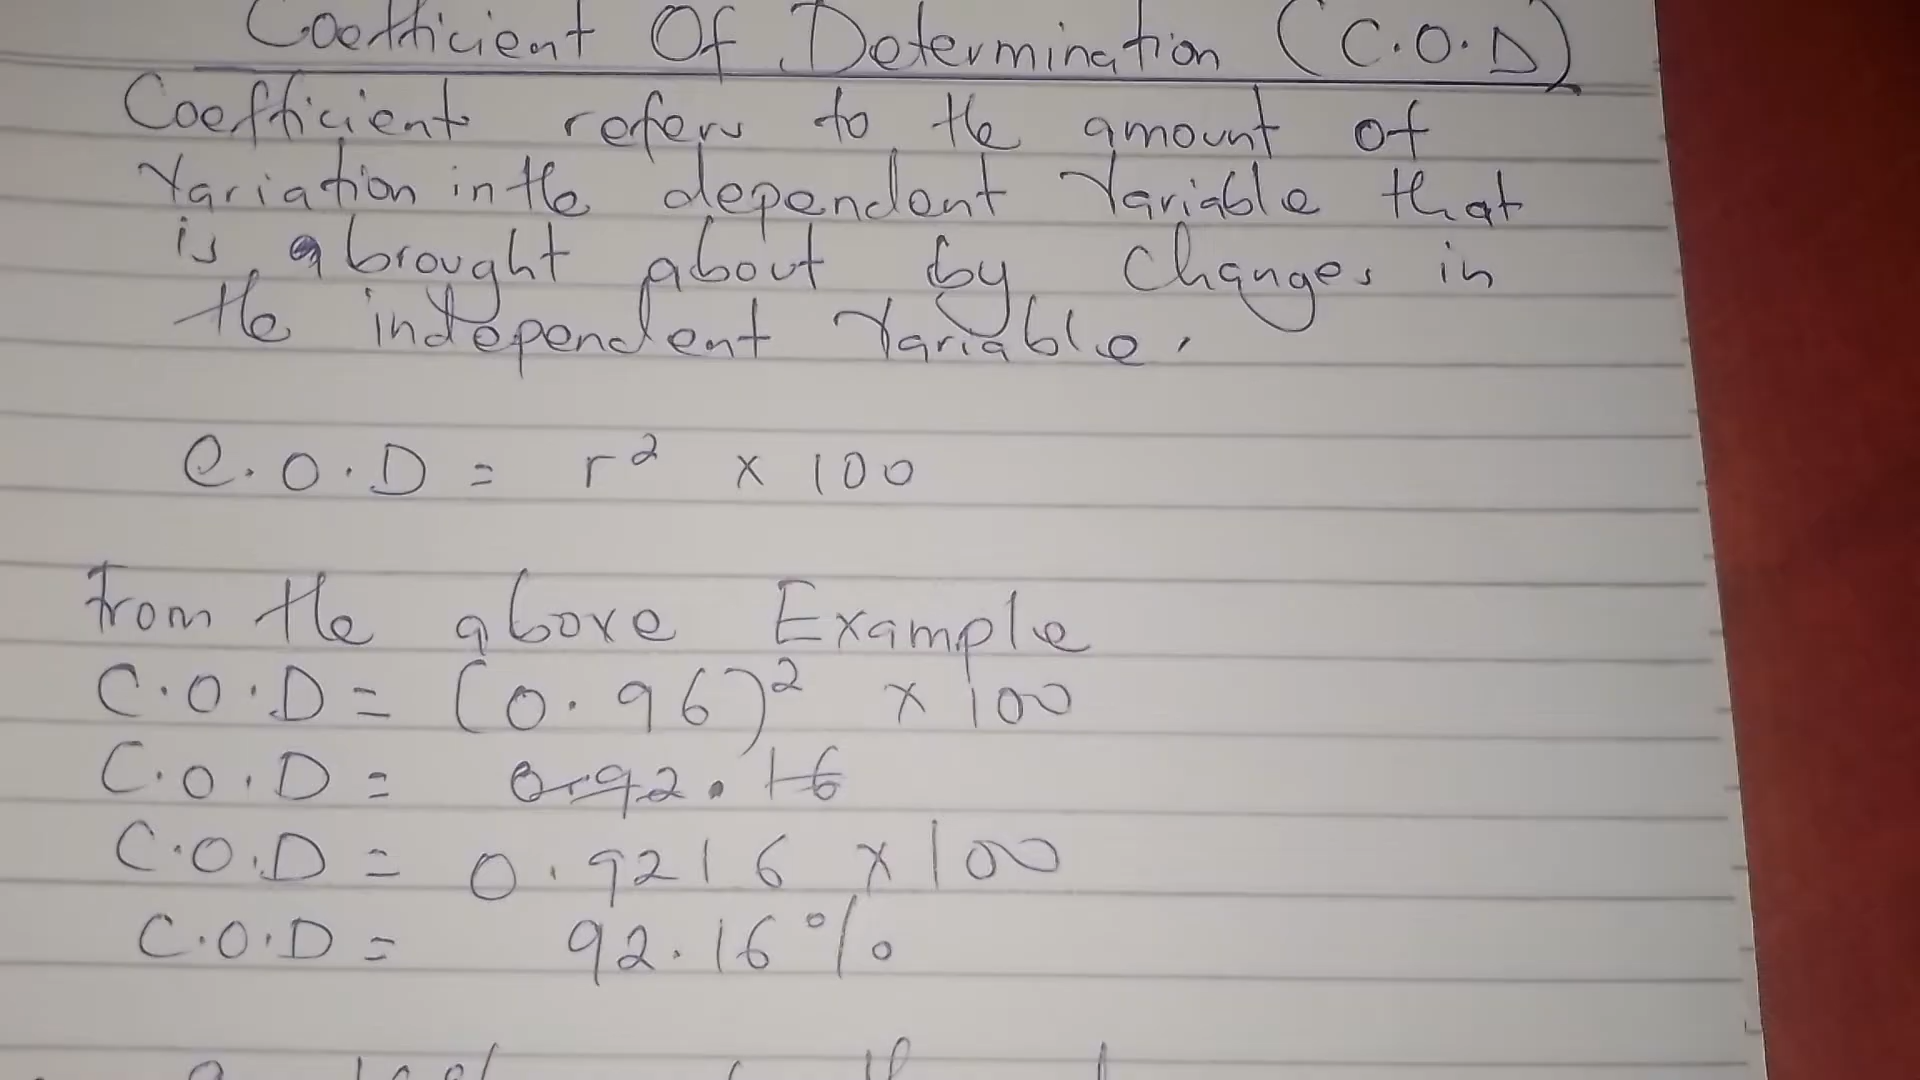 Coefficient Of Determination (C.O.D)
Coefficient refers to the amount of
Variation in the dependent Variable that
is brought about by Changes in
the independent Variable.
C.O.D = r² x 100
From the above Example
C.O.D = (0.96)² x 100
C.O.D = 0.92.16
C.O.D = 0.9216 x 100
C.O.D = 92.16%